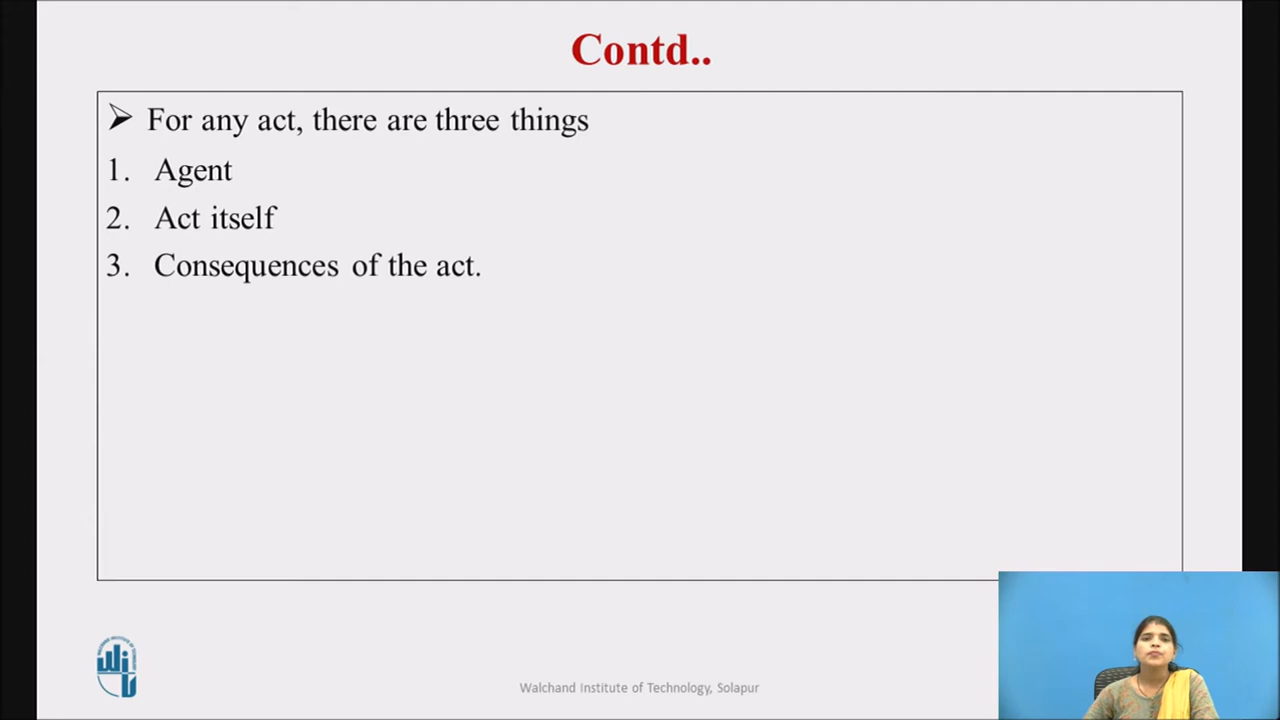 Contd..
➢ For any act, there are three things
1. Agent
2. Act itself
3. Consequences of the act.
Walchand Institute of Technology, Solapur